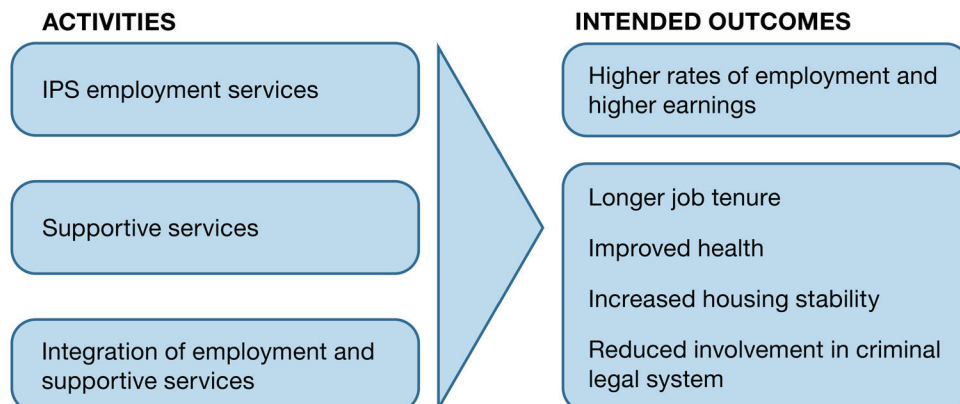 ACTIVITIES
IPS employment services
Supportive services
Integration of employment and
supportive services
INTENDED OUTCOMES
Higher rates of employment and
higher earnings
Longer job tenure
Improved health
Increased housing stability
Reduced involvement in criminal
legal system